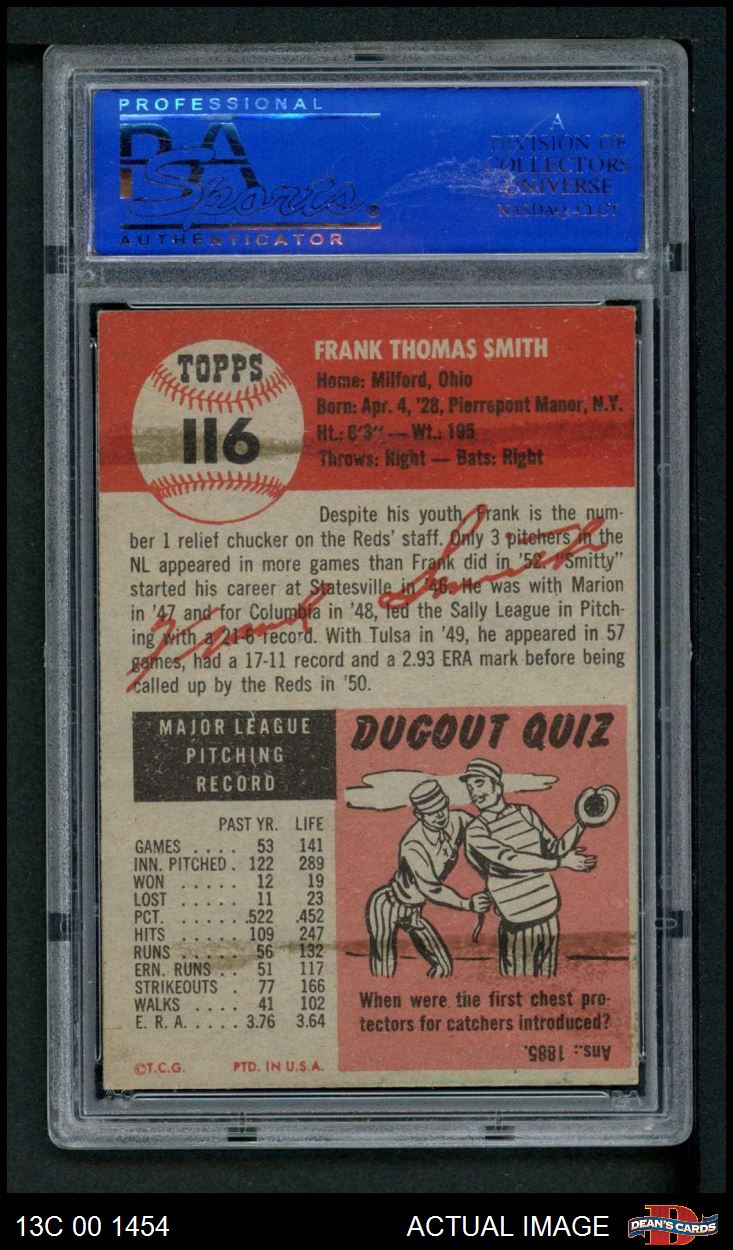 PROFESSIONAL
PSA
Sports ®
AUTHENTICATOR
A
DIVISION OF
COLLECTORS
UNIVERSE
NASDAQ: CLCT
TOPPS
116
FRANK THOMAS SMITH
Home: Milford, Ohio
Born: Apr. 4, '28, Pierrepont Manor, N.Y.
Ht.: 6'3" — Wt.: 195
Throws: Right — Bats: Right
Despite his youth, Frank is the num-
ber 1 relief chucker on the Reds' staff. Only 3 pitchers in the
NL appeared in more games than Frank did in '52. "Smitty"
started his career at Statesville in '46. He was with Marion
in '47 and for Columbia in '48, led the Sally League in Pitch-
ing with a 21-6 record. With Tulsa in '49, he appeared in 57
games, had a 17-11 record and a 2.93 ERA mark before being
called up by the Reds in '50.
Frank Smith
MAJOR LEAGUE
PITCHING
RECORD
PAST YR. LIFE
GAMES . . . . 53 141
INN. PITCHED . 122 289
WON . . . . . 12 19
LOST . . . . . 11 23
PCT. . . . . . .522 .452
HITS . . . . . 109 247
RUNS . . . . . 56 132
ERN. RUNS . . 51 117
STRIKEOUTS . 77 166
WALKS . . . . 41 102
E. R. A. . . . . 3.76 3.64
©T.C.G. PTD. IN U.S.A.
DUGOUT QUIZ
When were the first chest pro-
tectors for catchers introduced?
Ans.: 1885.
13C 00 1454
ACTUAL IMAGE
D
DEAN'S CARDS